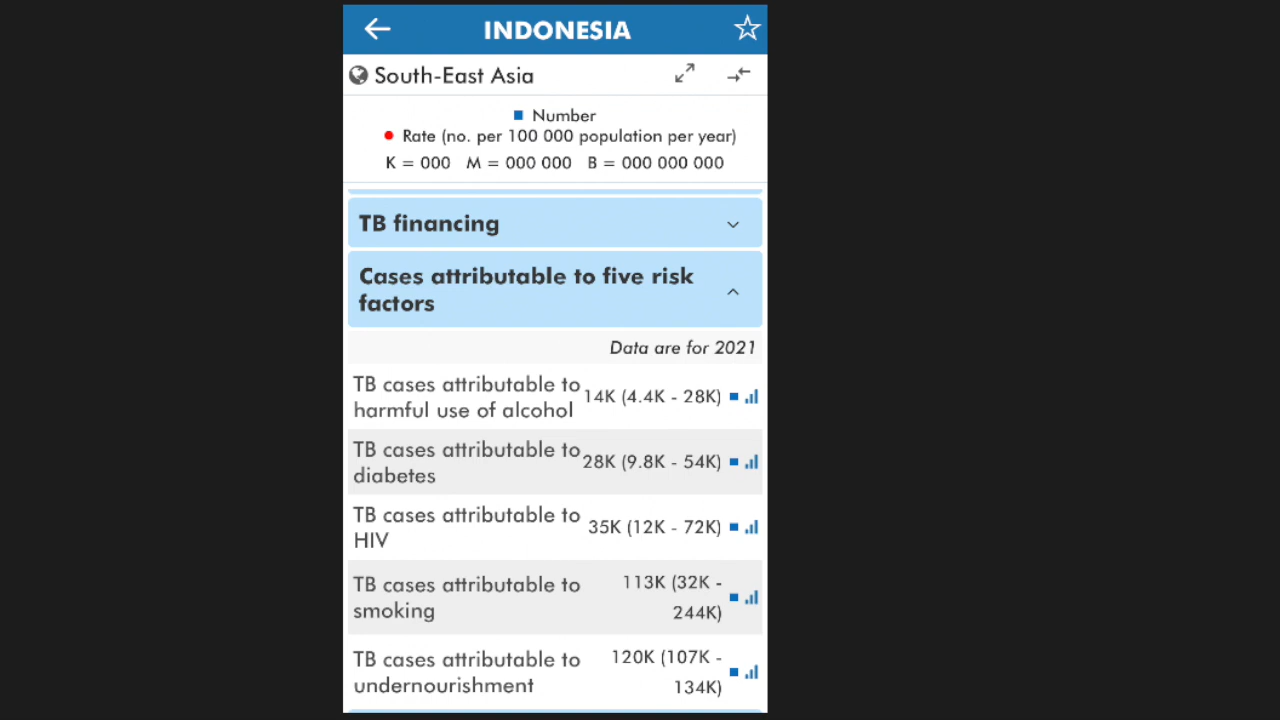 INDONESIA
South-East Asia
Number
Rate (no. per 100 000 population per year)
K = 000 M = 000 000 B = 000 000 000
TB financing
Cases attributable to five risk
factors
Data are for 2021
TB cases attributable to
harmful use of alcohol
14K (4.4K - 28K)
TB cases attributable to
diabetes
28K (9.8K - 54K)
TB cases attributable to
HIV
35K (12K - 72K)
TB cases attributable to
smoking
113K (32K -
244K)
TB cases attributable to
undernourishment
120K (107K -
134K)